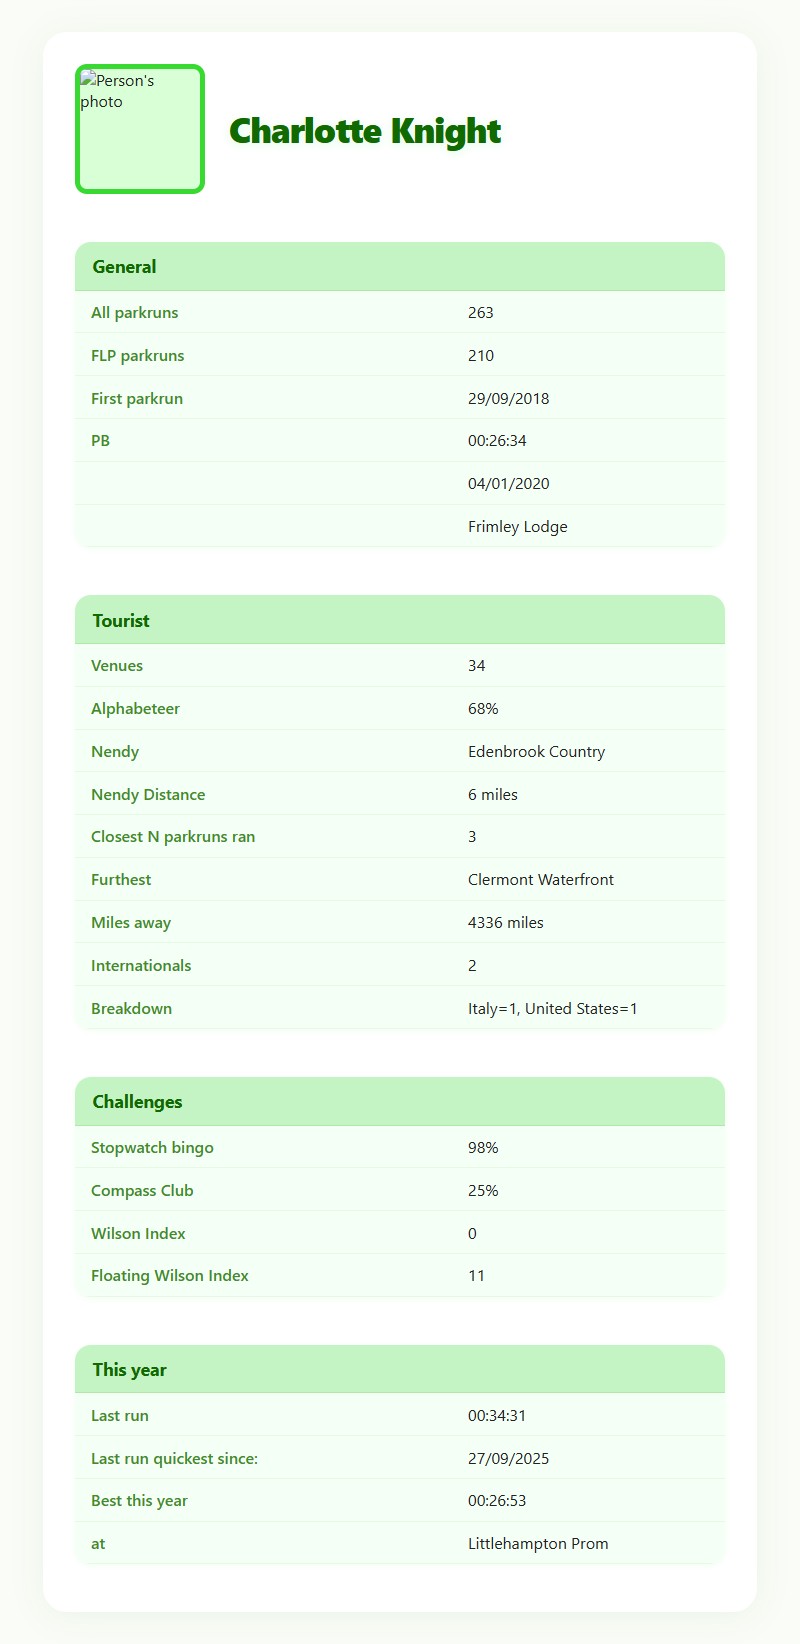 Person's
photo
Charlotte Knight
General
All parkruns 263
FLP parkruns 210
First parkrun 29/09/2018
PB 00:26:34
04/01/2020
Frimley Lodge
Tourist
Venues 34
Alphabeteer 68%
Nendy Edenbrook Country
Nendy Distance 6 miles
Closest N parkruns ran 3
Furthest Clermont Waterfront
Miles away 4336 miles
Internationals 2
Breakdown Italy=1, United States=1
Challenges
Stopwatch bingo 98%
Compass Club 25%
Wilson Index 0
Floating Wilson Index 11
This year
Last run 00:34:31
Last run quickest since: 27/09/2025
Best this year 00:26:53
at Littlehampton Prom